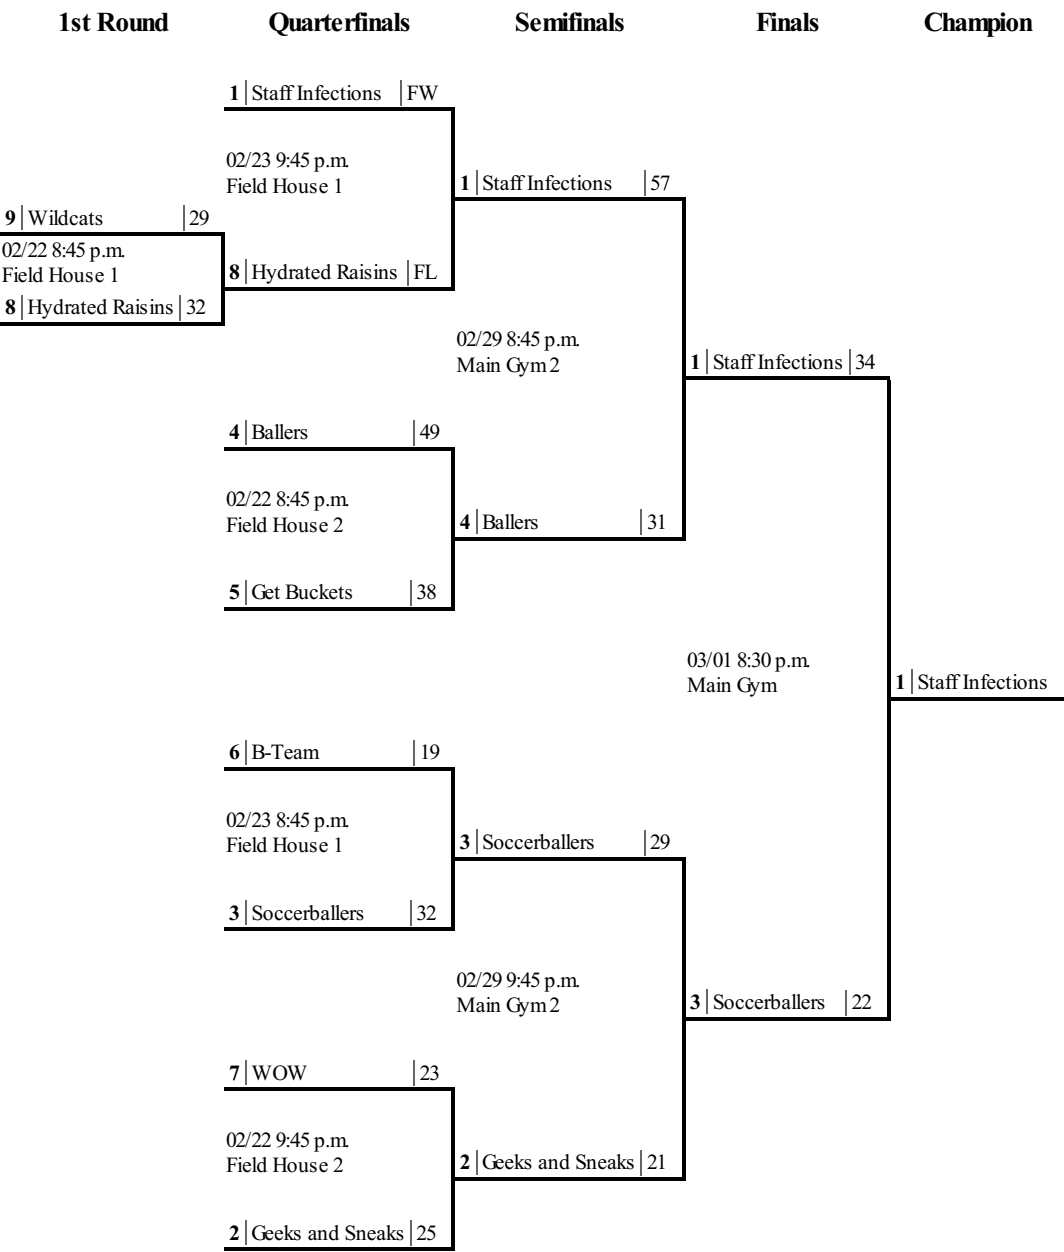 1st Round Quarterfinals Semifinals Finals Champion
1 Staff Infections FW
02/23 9:45 p.m.
Field House 1
1 Staff Infections 57
9 Wildcats 29
02/22 8:45 p.m.
Field House 1
8 Hydrated Raisins FL
8 Hydrated Raisins 32
02/29 8:45 p.m.
Main Gym 2
1 Staff Infections 34
4 Ballers 49
02/22 8:45 p.m.
Field House 2
4 Ballers 31
5 Get Buckets 38
03/01 8:30 p.m.
Main Gym
1 Staff Infections
6 B-Team 19
02/23 8:45 p.m.
Field House 1
3 Soccerballers 29
3 Soccerballers 32
02/29 9:45 p.m.
Main Gym 2
3 Soccerballers 22
7 WOW 23
02/22 9:45 p.m.
Field House 2
2 Geeks and Sneaks 21
2 Geeks and Sneaks 25